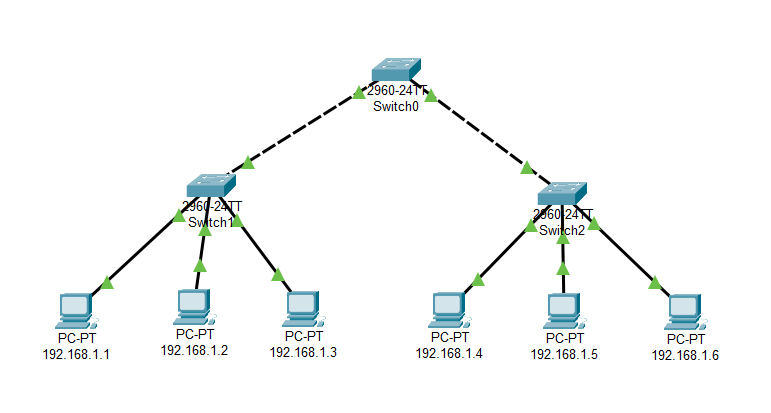 2960-24TT
Switch0
2960-24TT
Switch1
2960-24TT
Switch2
PC-PT
192.168.1.1
PC-PT
192.168.1.2
PC-PT
192.168.1.3
PC-PT
192.168.1.4
PC-PT
192.168.1.5
PC-PT
192.168.1.6